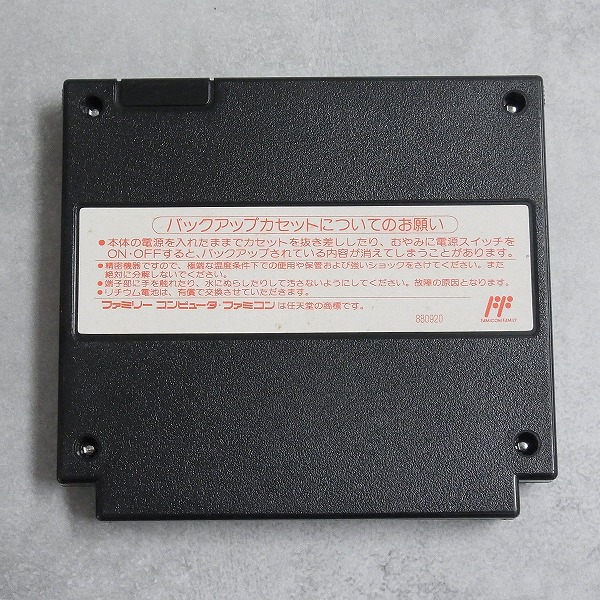 バックアップカセットについてのお願い
●本体の電源を入れたままでカセットを抜き差ししたり、むやみに電源スイッチを
ON・OFFすると、バックアップされている内容が消えてしまうことがあります。
●精密機器ですので、極端な温度条件下での使用や保管および強いショックをさけてください。また
絶対に分解しないでください。
●端子部に手を触れたり、水にぬらしたりして汚さないようにしてください。故障の原因となります。
●リチウム電池は、有償で交換させていただきます。
ファミリーコンピュータ・ファミコンは任天堂の商標です。
880920
FAMICOM FAMILY